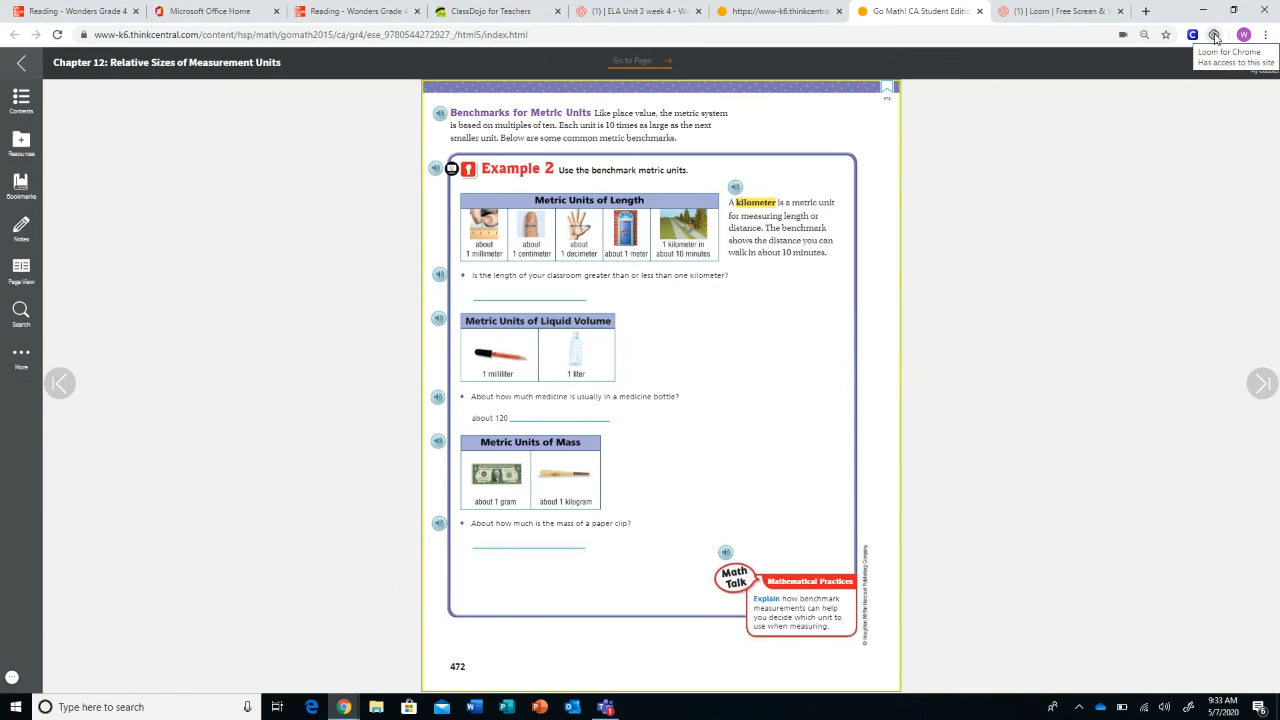 Reading - Wonders Grade 4
Microsoft Office Home
Reading - Wonders Grade 4
ClassDojo for Teachers
(1) | ELA Unit 3 week 4 - W
https://www-k6.thinkcentral
Go Math! CA Student Editi
(1) | Loom | Free Screen & V
www-k6.thinkcentral.com/content/hsp/math/gomath2015/ca/gr4/ese_9780544272927_/html5/index.html
C
W
Loom for Chrome
Has access to this site
Chapter 12: Relative Sizes of Measurement Units
Go to Page
Contents
Resources
Bookmarks
Notes
Page View
Search
More
472
Benchmarks for Metric Units Like place value, the metric system
is based on multiples of ten. Each unit is 10 times as large as the next
smaller unit. Below are some common metric benchmarks.
Example 2 Use the benchmark metric units.
Metric Units of Length
about 1 millimeter
about 1 centimeter
about 1 decimeter
about 1 meter
1 kilometer in about 10 minutes
A kilometer is a metric unit
for measuring length or
distance. The benchmark
shows the distance you can
walk in about 10 minutes.
• Is the length of your classroom greater than or less than one kilometer?
Metric Units of Liquid Volume
1 milliliter
1 liter
• About how much medicine is usually in a medicine bottle?
about 120
Metric Units of Mass
about 1 gram
about 1 kilogram
• About how much is the mass of a paper clip?
Math
Talk
Mathematical Practices
Explain how benchmark
measurements can help
you decide which unit to
use when measuring.
© Houghton Mifflin Harcourt Publishing Company
472
Type here to search
9:33 AM
5/7/2020